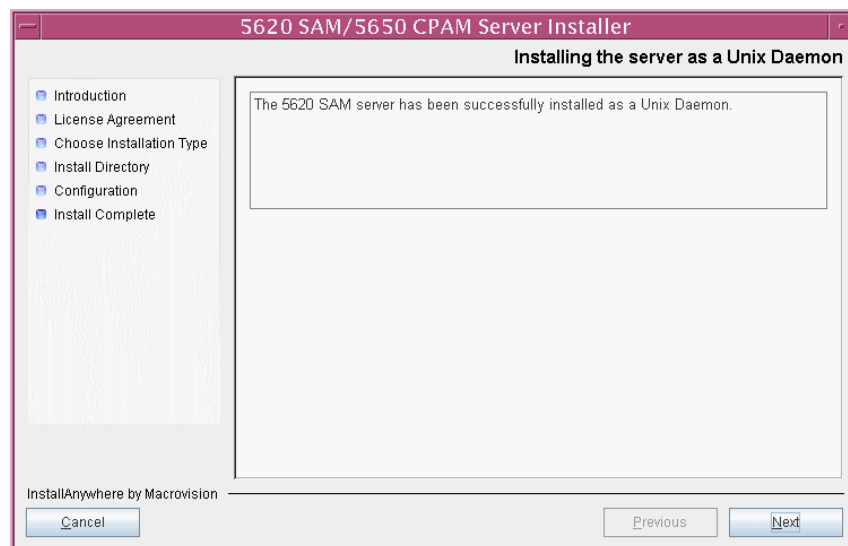 5620 SAM/5650 CPAM Server Installer
Installing the server as a Unix Daemon
Introduction
License Agreement
Choose Installation Type
Install Directory
Configuration
Install Complete
The 5620 SAM server has been successfully installed as a Unix Daemon.
InstallAnywhere by Macrovision
Cancel
Previous
Next